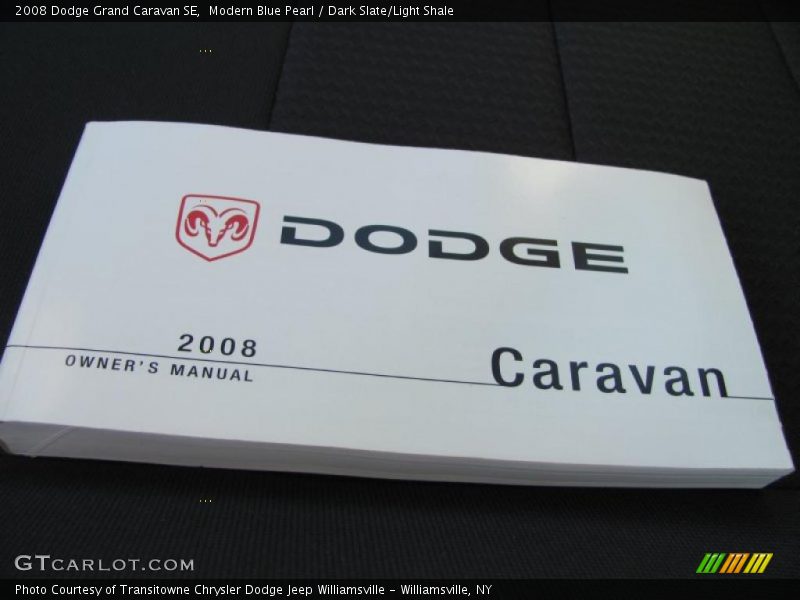 2008 Dodge Grand Caravan SE,  Modern Blue Pearl / Dark Slate/Light Shale
...
DODGE
2008
OWNER'S MANUAL
Caravan
...
GTCARLOT.COM
Photo Courtesy of Transitowne Chrysler Dodge Jeep Williamsville - Williamsville, NY